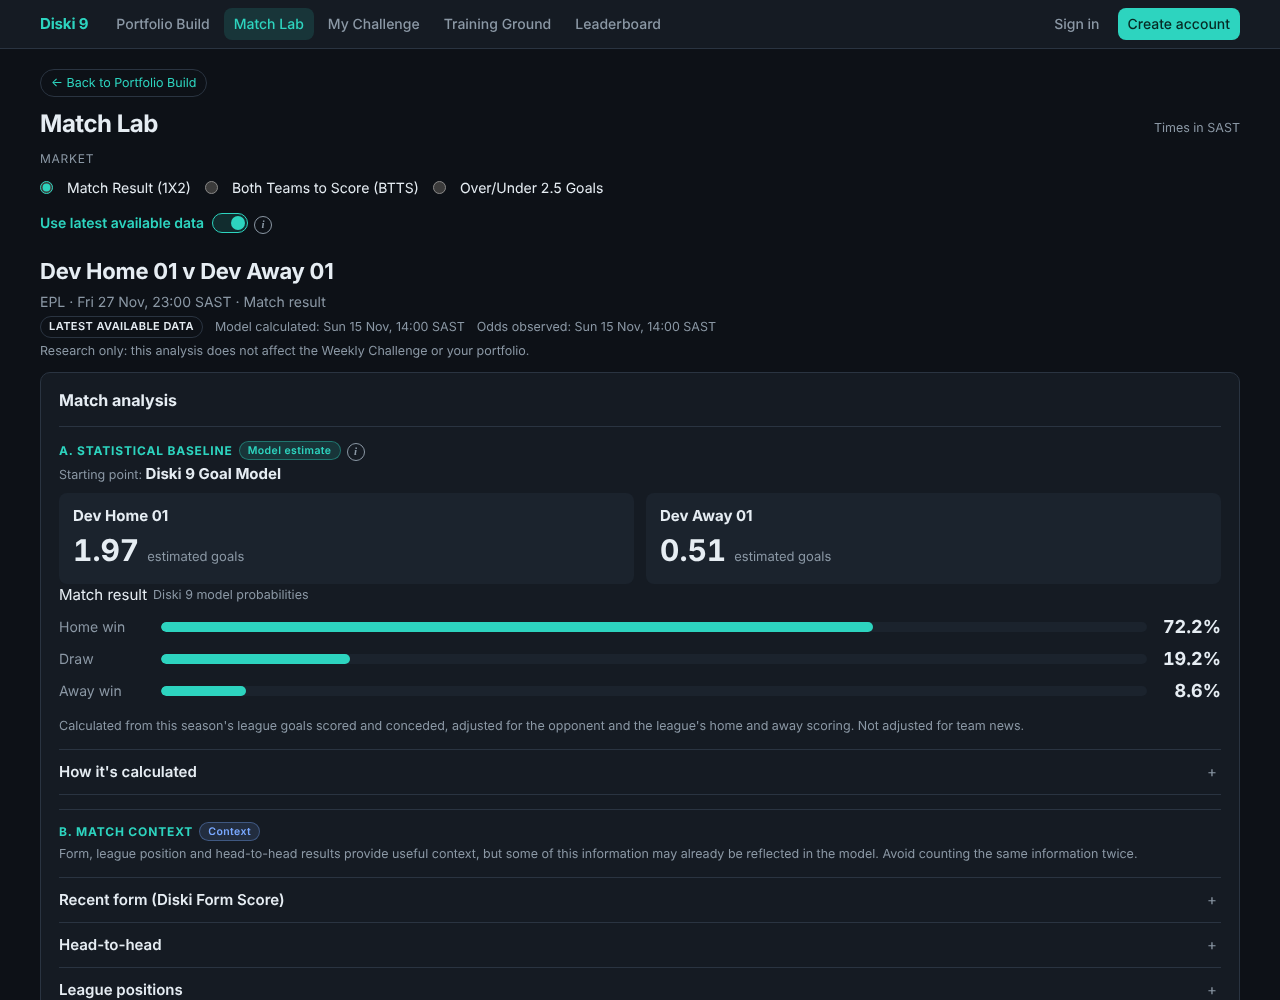 Diski 9 Portfolio Build Match Lab My Challenge Training Ground Leaderboard Sign in Create account
← Back to Portfolio Build
Match Lab Times in SAST
MARKET
Match Result (1X2) Both Teams to Score (BTTS) Over/Under 2.5 Goals
Use latest available data i
Dev Home 01 v Dev Away 01
EPL · Fri 27 Nov, 23:00 SAST · Match result
LATEST AVAILABLE DATA Model calculated: Sun 15 Nov, 14:00 SAST Odds observed: Sun 15 Nov, 14:00 SAST
Research only: this analysis does not affect the Weekly Challenge or your portfolio.
Match analysis
A. STATISTICAL BASELINE Model estimate i
Starting point: Diski 9 Goal Model
Dev Home 01
1.97 estimated goals
Dev Away 01
0.51 estimated goals
Match result Diski 9 model probabilities
Home win 72.2%
Draw 19.2%
Away win 8.6%
Calculated from this season's league goals scored and conceded, adjusted for the opponent and the league's home and away scoring. Not adjusted for team news.
How it's calculated +
B. MATCH CONTEXT Context
Form, league position and head-to-head results provide useful context, but some of this information may already be reflected in the model. Avoid counting the same information twice.
Recent form (Diski Form Score) +
Head-to-head +
League positions +